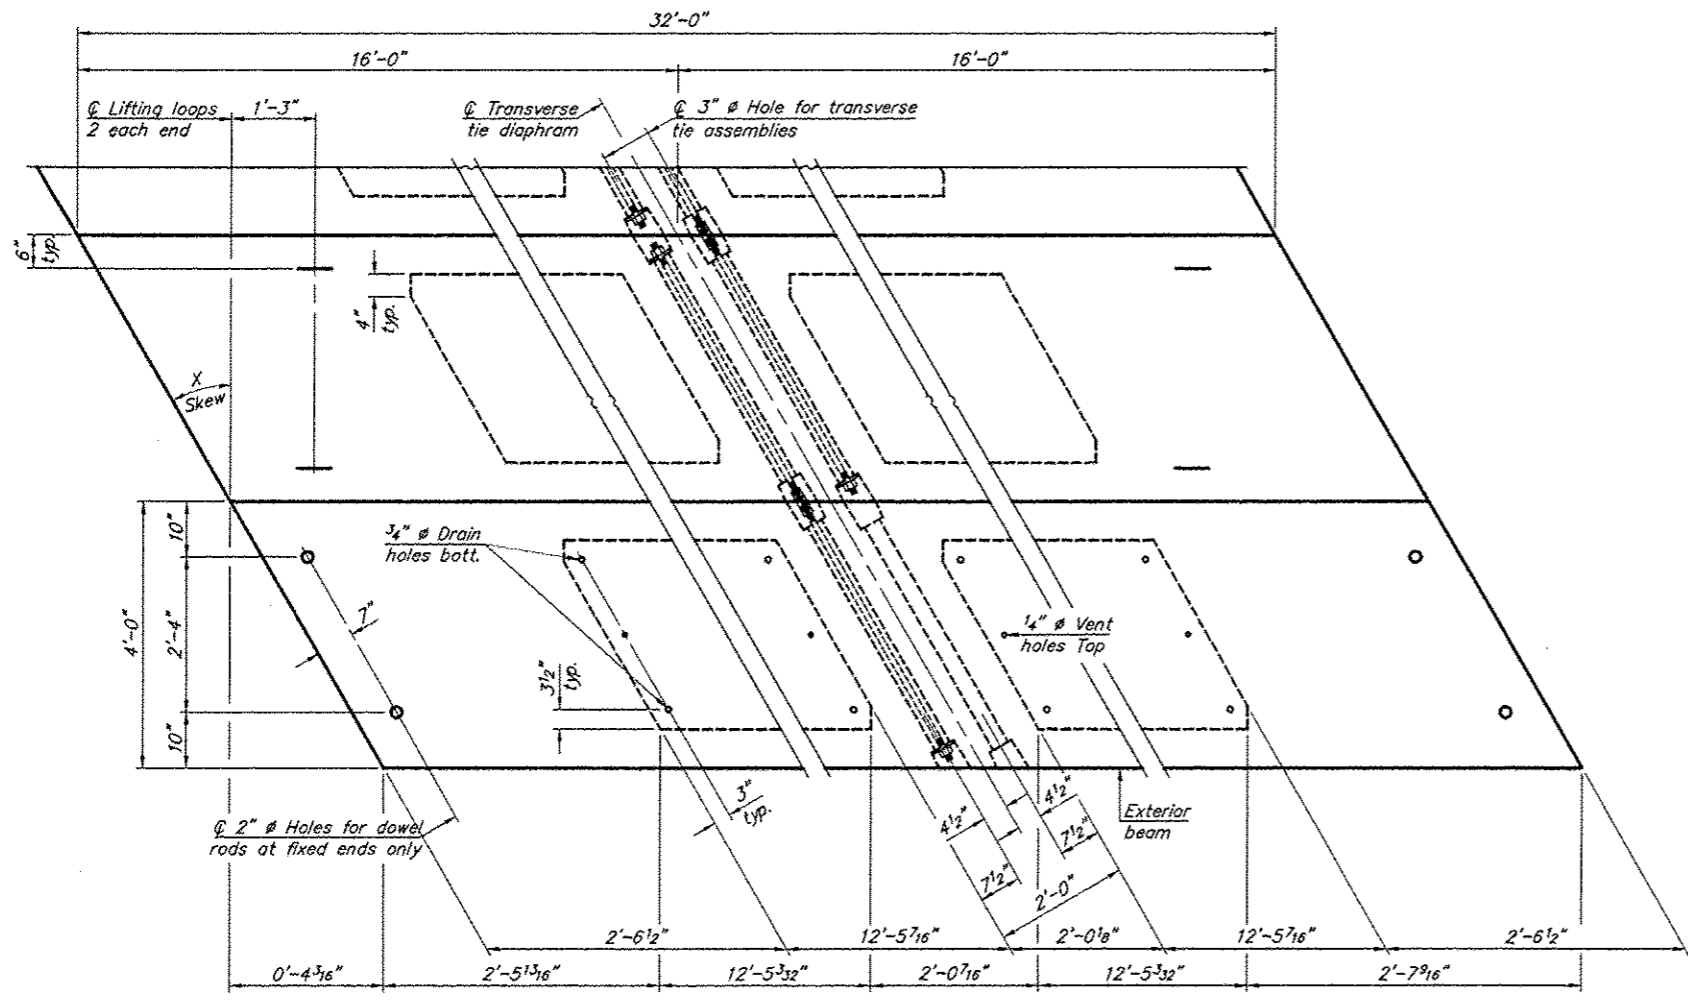 32'-0"
16'-0"
16'-0"
℄ Lifting loops
2 each end
1'-3"
℄ Transverse
tie diaphram
℄ 3" ø Hole for transverse
tie assemblies
6"
typ.
4"
typ.
X
Skew
10"
2'-4"
10"
4'-0"
7"
3/4" ø Drain
holes bott.
3 1/2"
typ.
1/4" ø Vent
holes Top
3"
typ.
4 1/2"
4 1/2"
7 1/2"
7 1/2"
2'-0"
Exterior
beam
℄ 2" ø Holes for dowel
rods at fixed ends only
2'-6 1/2"
12'-5 7/16"
2'-0 1/8"
12'-5 7/16"
2'-6 1/2"
0'-4 3/16"
2'-5 13/16"
12'-5 3/32"
2'-0 7/16"
12'-5 3/32"
2'-7 9/16"